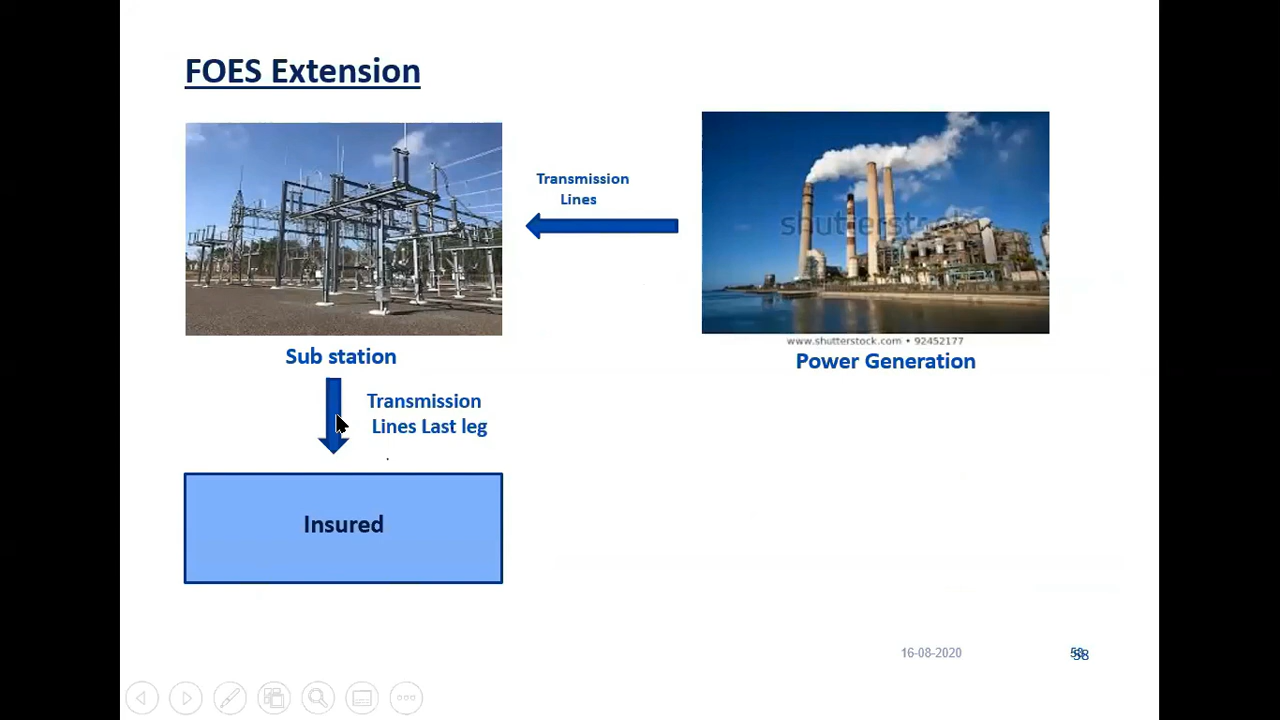 FOES Extension
Transmission
Lines
shutterstock
www.shutterstock.com • 92452177
Sub station
Power Generation
Transmission
Lines Last leg
.
Insured
16-08-2020
58